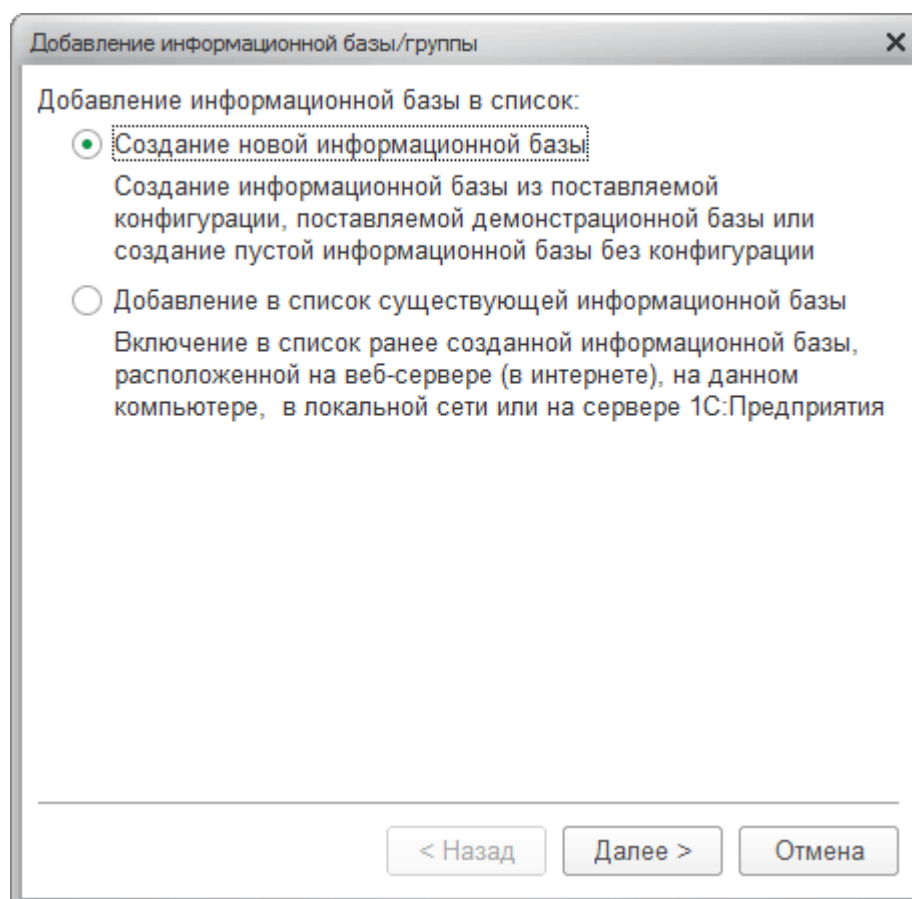 Добавление информационной базы/группы
Добавление информационной базы в список:
Создание новой информационной базы
Создание информационной базы из поставляемой
конфигурации, поставляемой демонстрационной базы или
создание пустой информационной базы без конфигурации
Добавление в список существующей информационной базы
Включение в список ранее созданной информационной базы,
расположенной на веб-сервере (в интернете), на данном
компьютере,  в локальной сети или на сервере 1С:Предприятия
< Назад
Далее >
Отмена